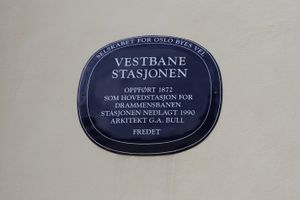 SELSKABET FOR OSLO BYES VEL
VESTBANE
STASJONEN
OPPFØRT 1872
SOM HOVEDSTASJON FOR
DRAMMENSBANEN
STASJONEN NEDLAGT 1990
ARKITEKT G.A. BULL
FREDET